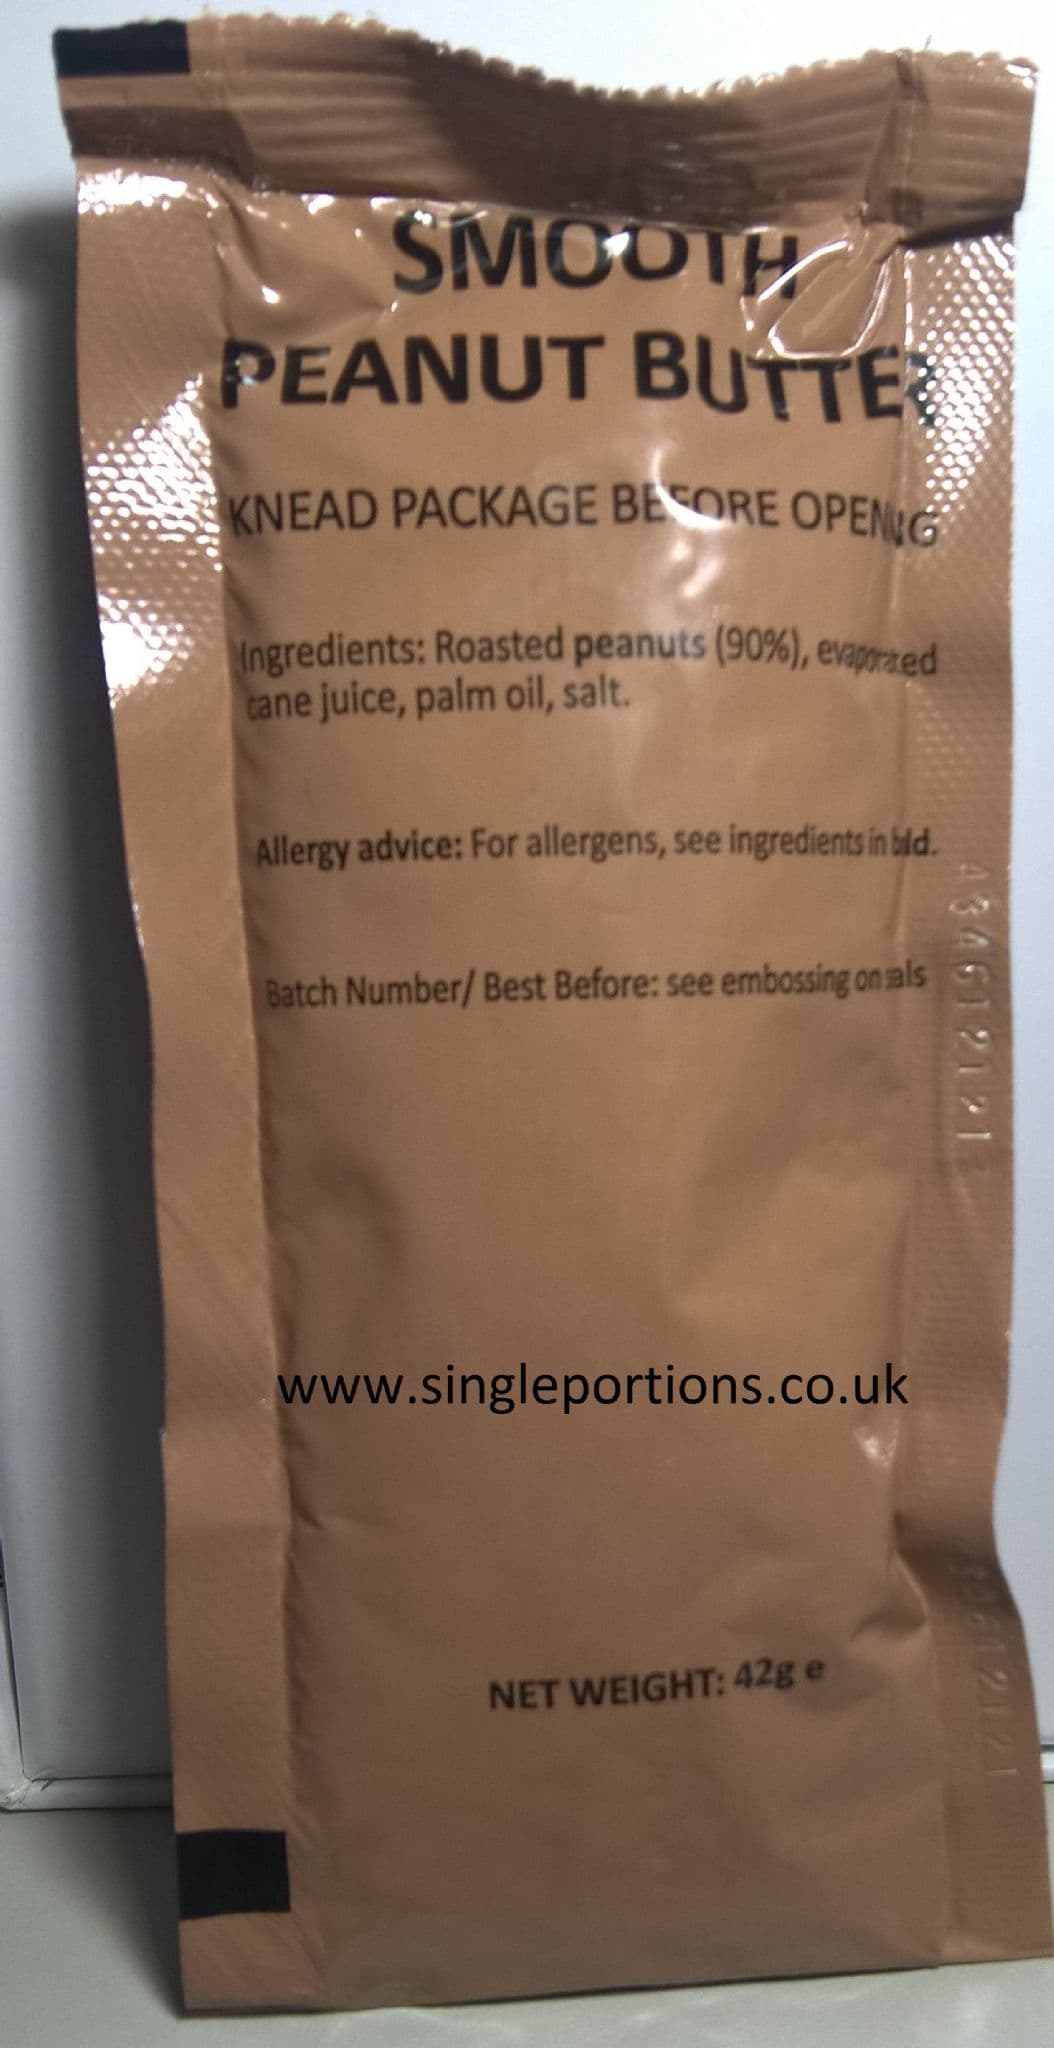 SMOOTH
PEANUT BUTTER
KNEAD PACKAGE BEFORE OPENING
Ingredients: Roasted peanuts (90%), evaporated
cane juice, palm oil, salt.
Allergy advice: For allergens, see ingredients in bold.
Batch Number/ Best Before: see embossing on seals
www.singleportions.co.uk
NET WEIGHT: 42g e